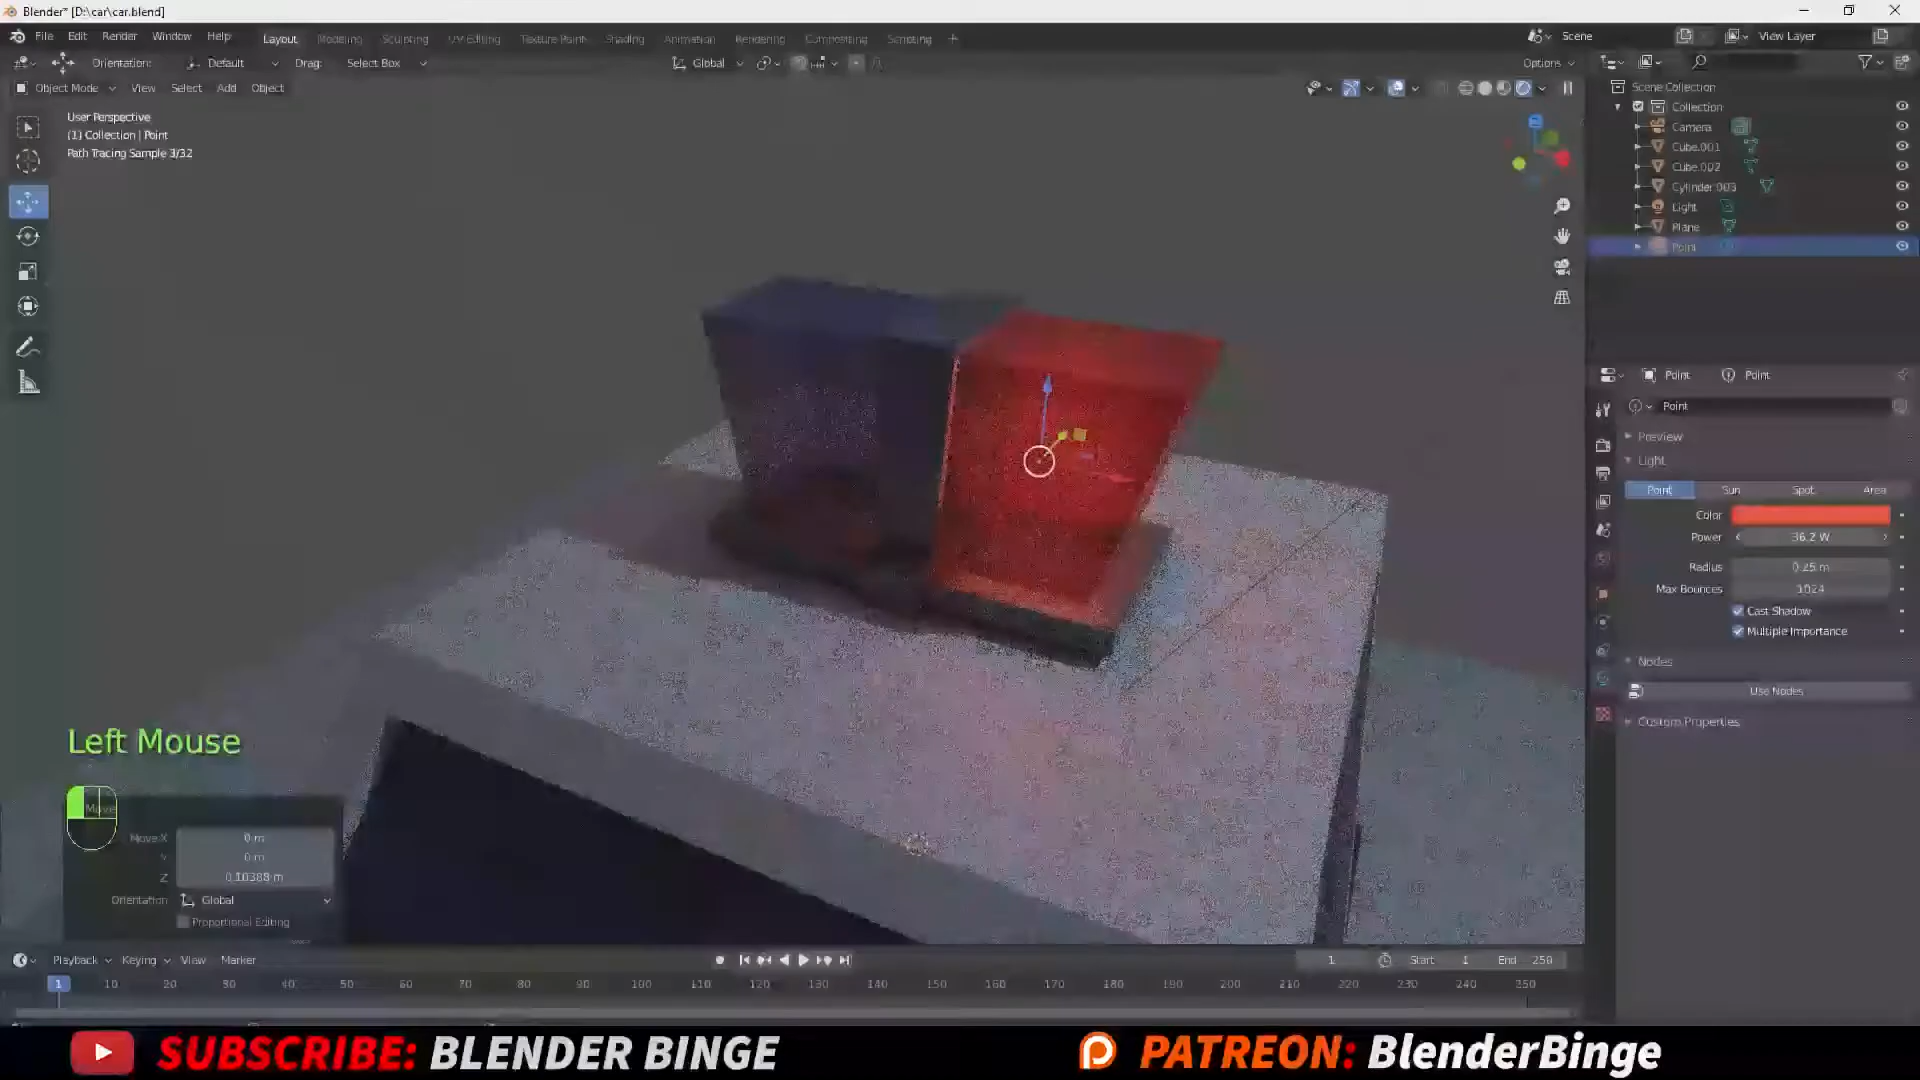 Blender* [D:\car\car.blend]
File Edit Render Window Help Layout Modeling Sculpting UV Editing Texture Paint Shading Animation Rendering Compositing Scripting + Scene View Layer
Orientation: Default Drag: Select Box Global Options
Object Mode View Select Add Object
User Perspective
(1) Collection | Point
Path Tracing Sample 3/32
Scene Collection
Collection
Camera
Cube.001
Cube.002
Cylinder.003
Light
Plane
Point
Point Point
Point
Preview
Light
Point Sun Spot Area
Color
Power 36.2 W
Radius 0.25 m
Max Bounces 1024
Cast Shadow
Multiple Importance
Nodes
Use Nodes
Custom Properties
Left Mouse
Move
Move X 0 m
Y 0 m
Z 0.10388 m
Orientation Global
Proportional Editing
Playback Keying View Marker 1 Start 1 End 250
1 10 20 30 40 50 60 70 80 90 100 110 120 130 140 150 160 170 180 190 200 210 220 230 240 250
SUBSCRIBE: BLENDER BINGE PATREON: BlenderBinge